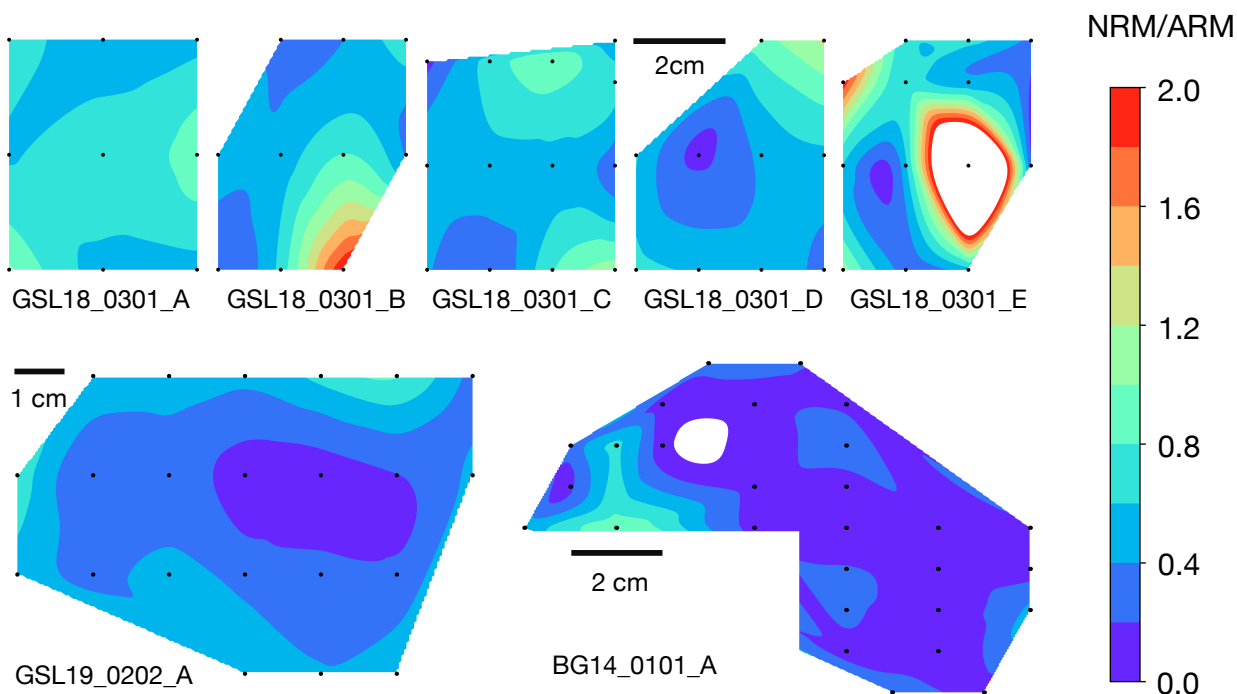 NRM/ARM
2cm
2.0
1.6
1.2
0.8
0.4
0.0
GSL18_0301_A
GSL18_0301_B
GSL18_0301_C
GSL18_0301_D
GSL18_0301_E
1 cm
2 cm
GSL19_0202_A
BG14_0101_A